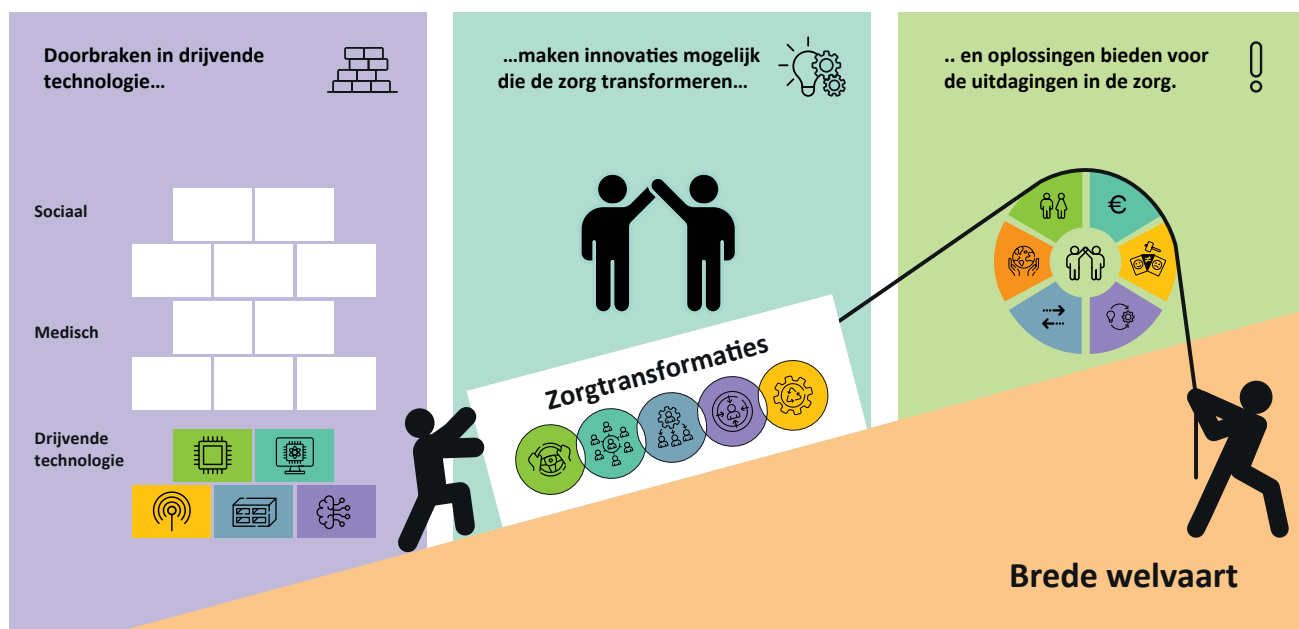 Doorbraken in drijvende
technologie...
...maken innovaties mogelijk
die de zorg transformeren...
.. en oplossingen bieden voor
de uitdagingen in de zorg.
Sociaal
Medisch
Drijvende
technologie
Zorgtransformaties
€
Brede welvaart